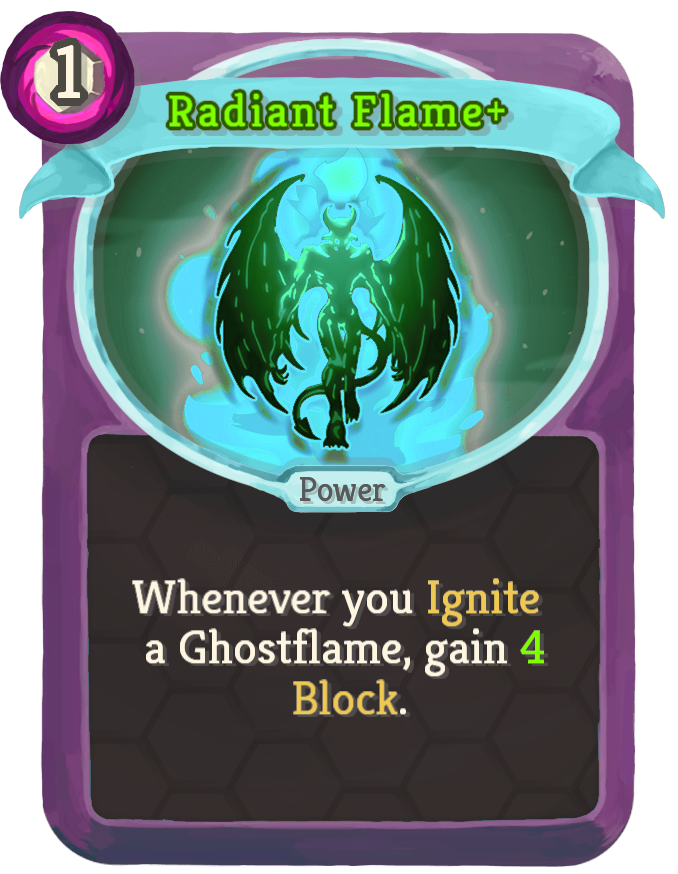 1
Radiant Flame+
Power
Whenever you Ignite
a Ghostflame, gain 4
Block.